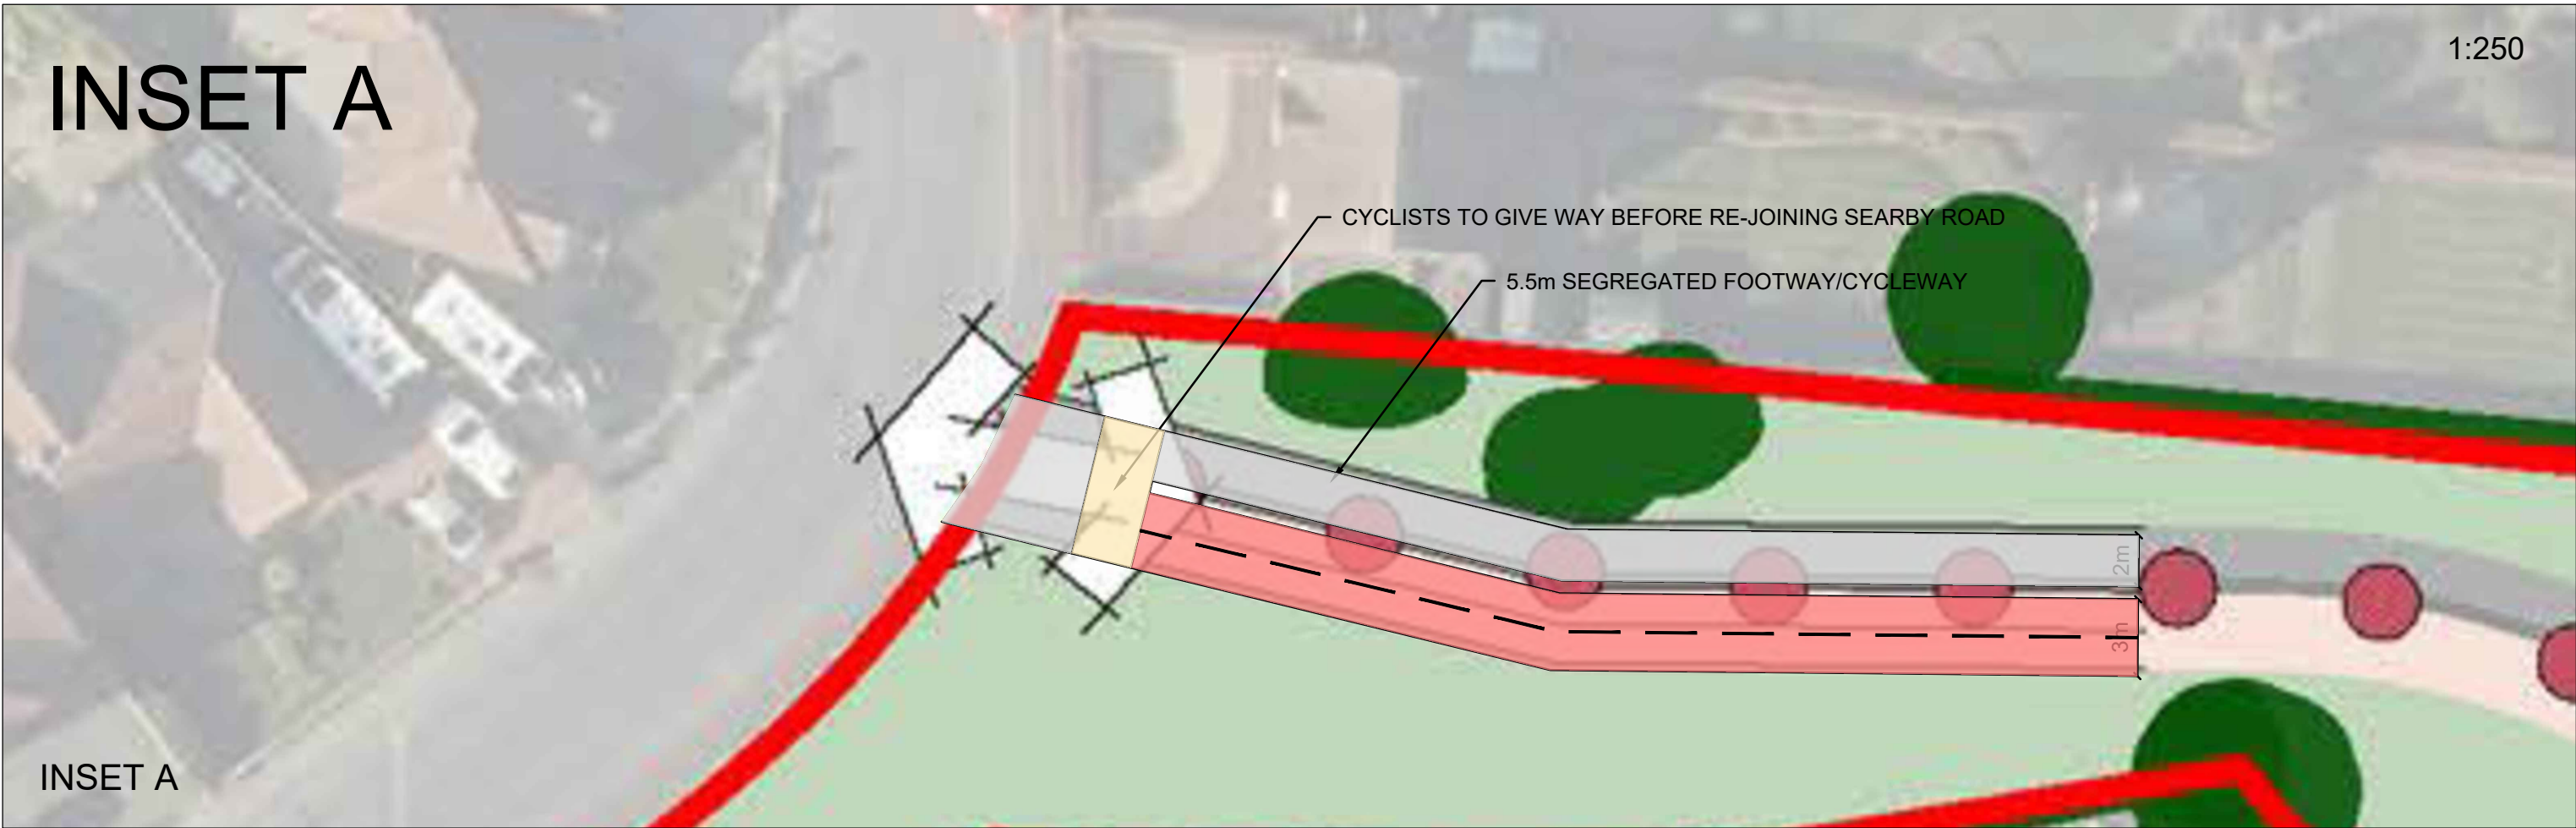 INSET A
1:250
CYCLISTS TO GIVE WAY BEFORE RE-JOINING SEARBY ROAD
5.5m SEGREGATED FOOTWAY/CYCLEWAY
2m
3m
INSET A